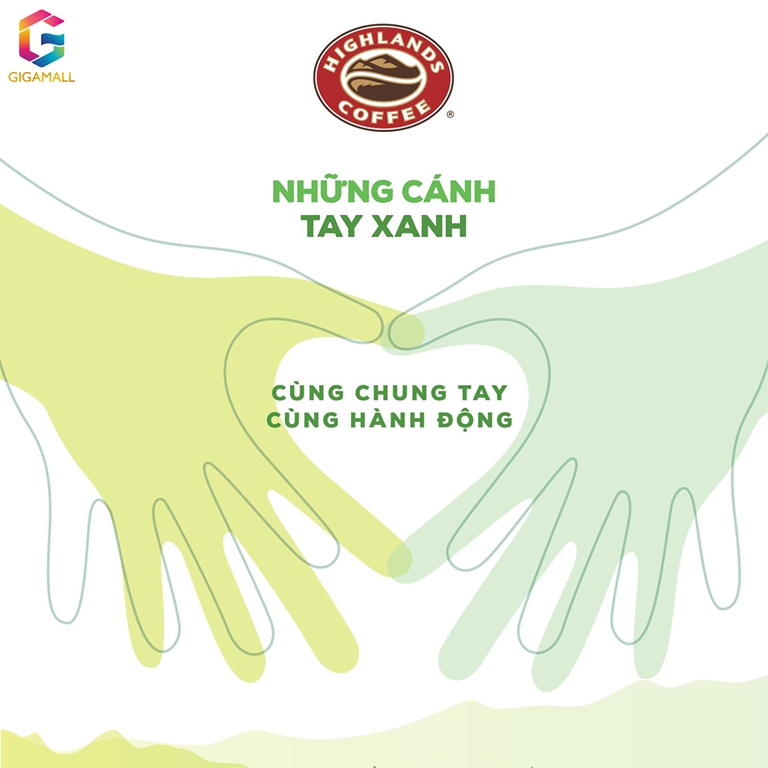 GIGAMALL
HIGHLANDS
COFFEE
®
NHỮNG CÁNH
TAY XANH
CÙNG CHUNG TAY
CÙNG HÀNH ĐỘNG